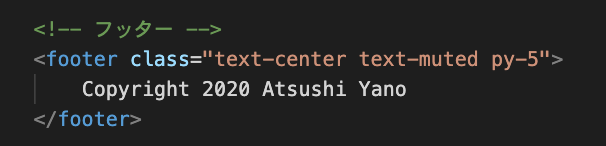 <!-- フッター -->
<footer class="text-center text-muted py-5">
Copyright 2020 Atsushi Yano
</footer>